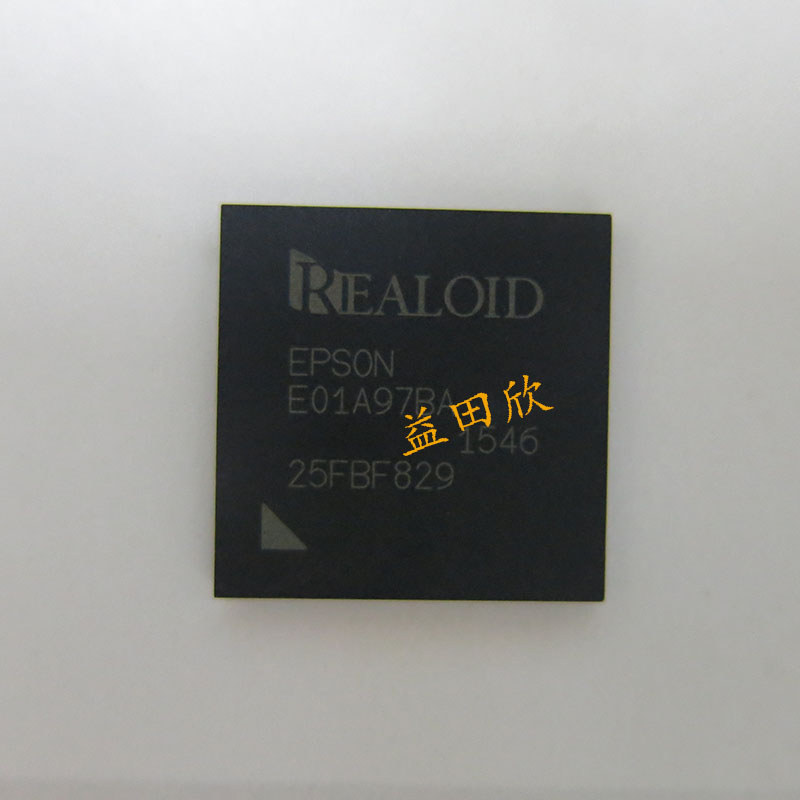 REALOID
EPSON
E01A97BA
益田欣
1546
25FBF829